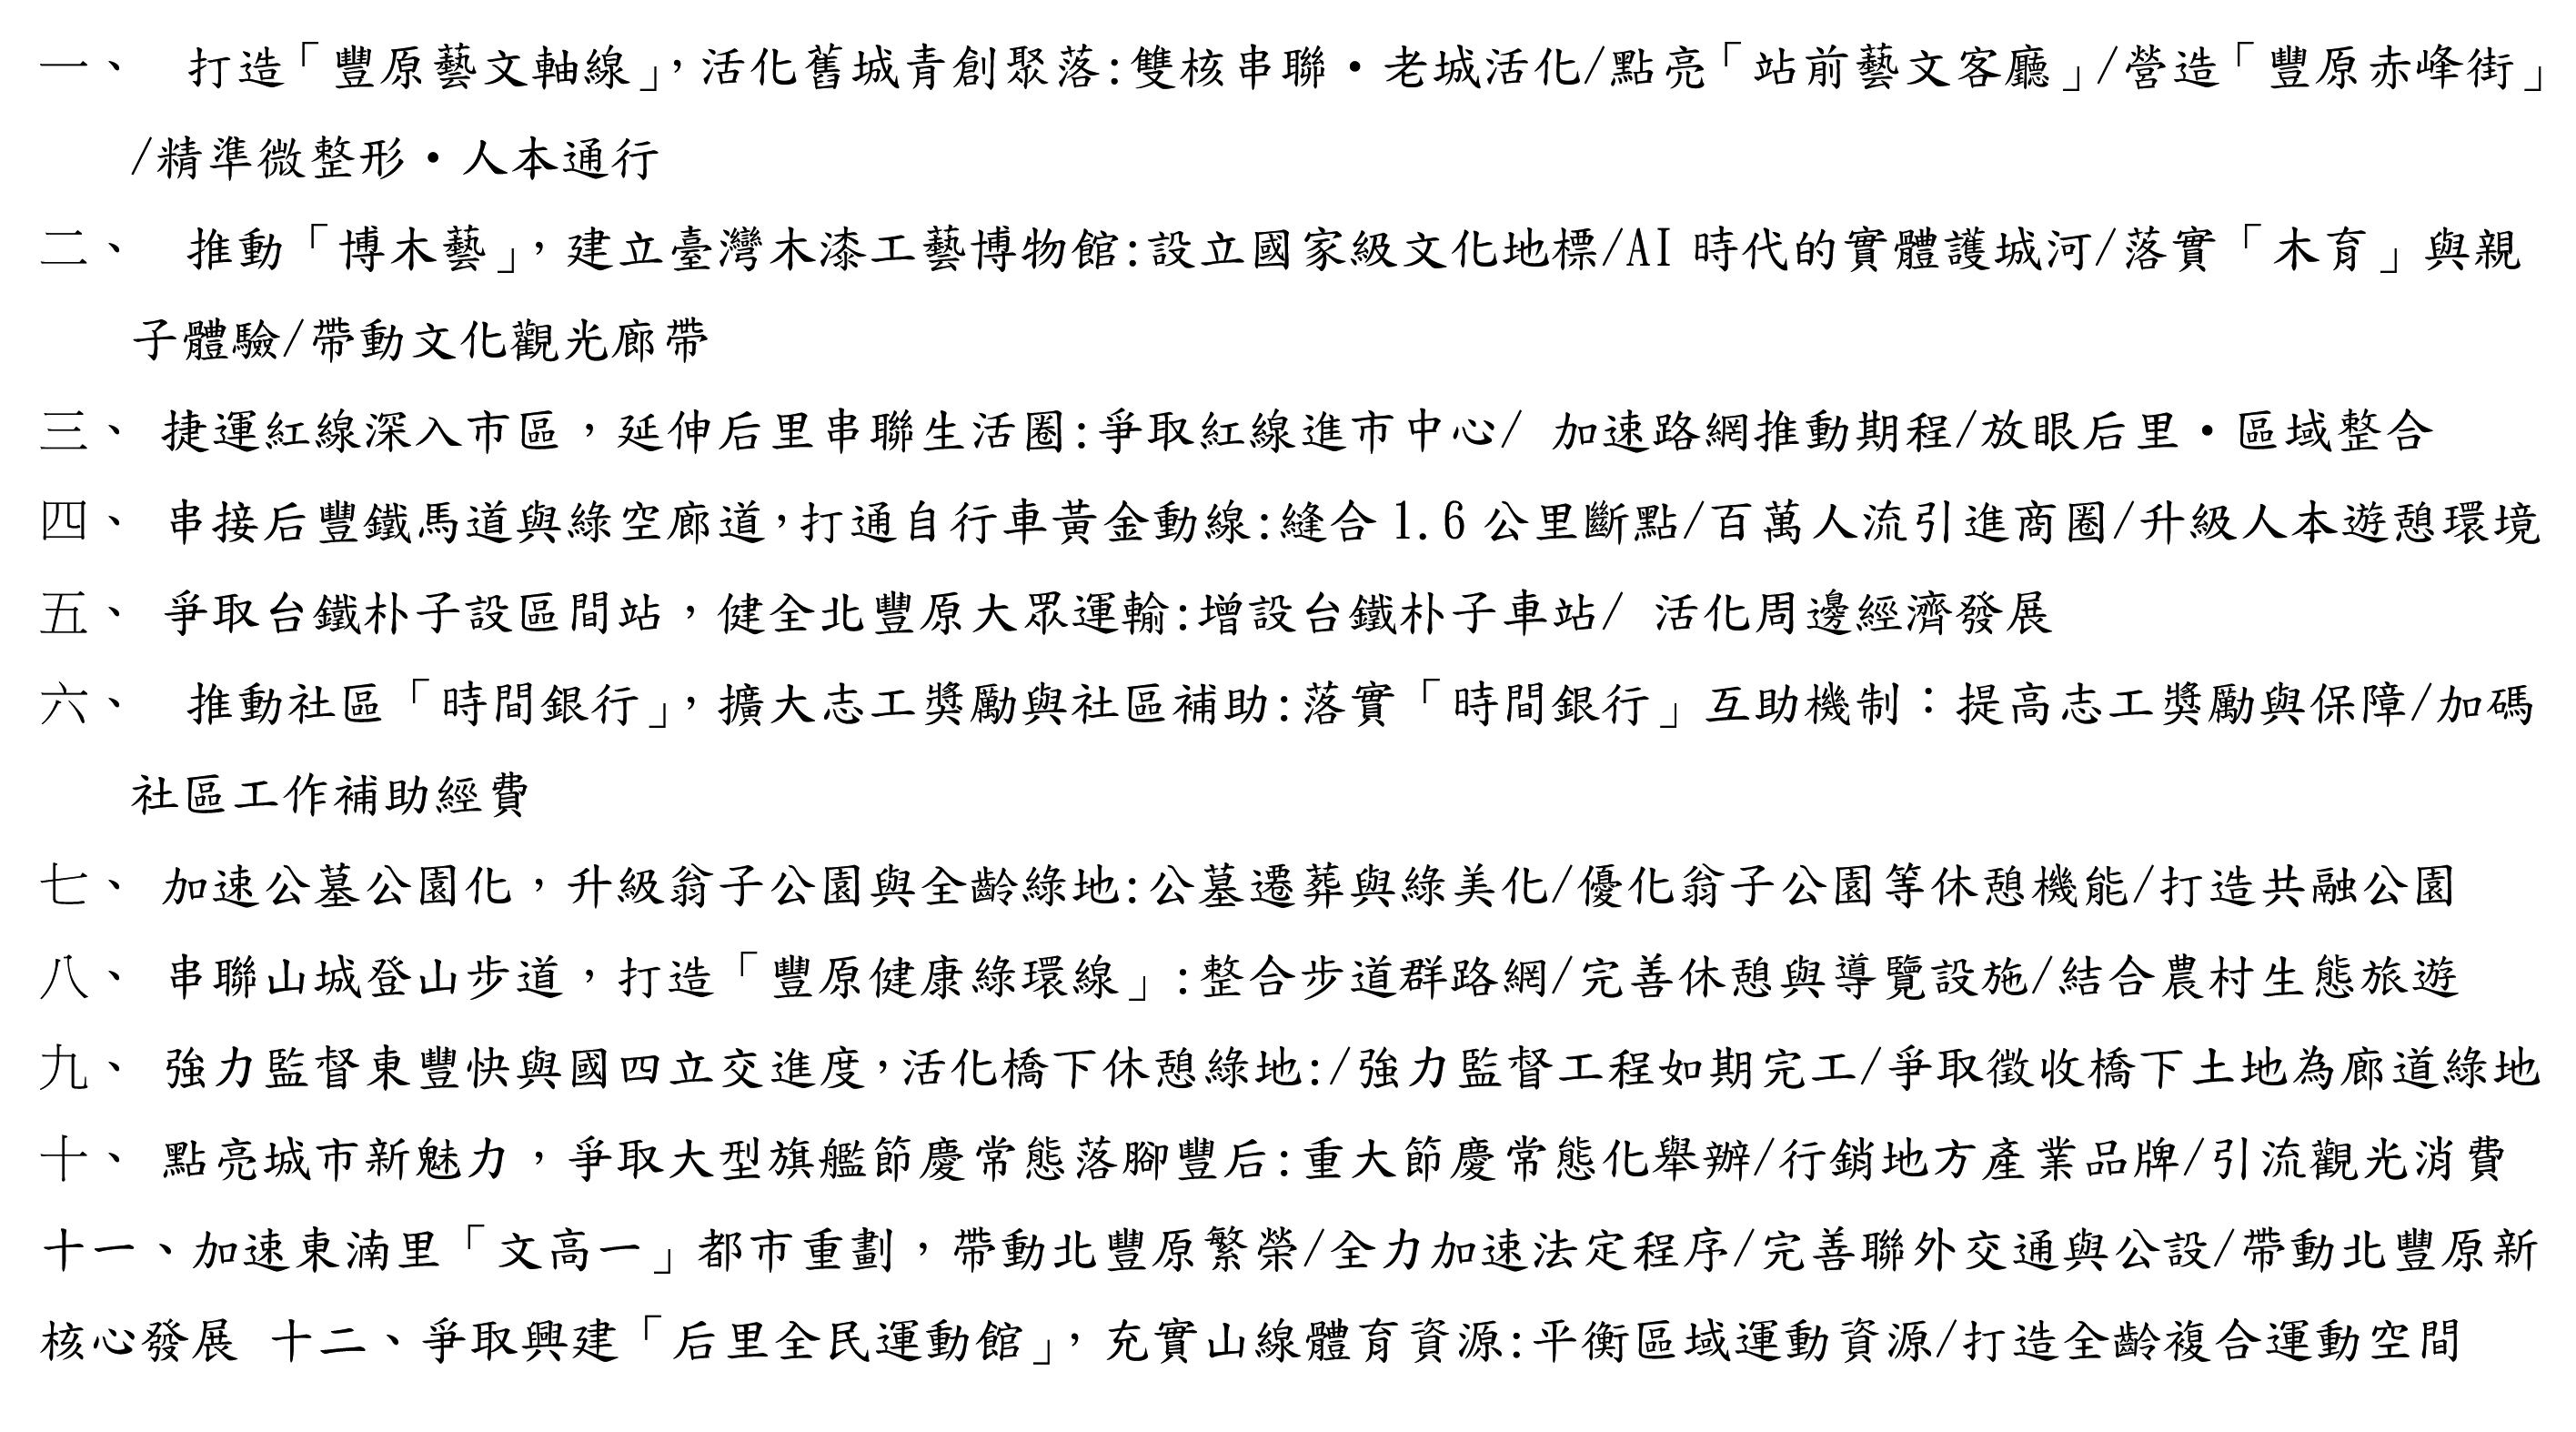 一、 打造「豐原藝文軸線」，活化舊城青創聚落:雙核串聯・老城活化/點亮「站前藝文客廳」/營造「豐原赤峰街」
/精準微整形・人本通行
二、 推動「博木藝」，建立臺灣木漆工藝博物館:設立國家級文化地標/AI 時代的實體護城河/落實「木育」與親
子體驗/帶動文化觀光廊帶
三、 捷運紅線深入市區，延伸后里串聯生活圈:爭取紅線進市中心/ 加速路網推動期程/放眼后里・區域整合
四、 串接后豐鐵馬道與綠空廊道，打通自行車黃金動線:縫合 1.6 公里斷點/百萬人流引進商圈/升級人本遊憩環境
五、 爭取台鐵朴子設區間站，健全北豐原大眾運輸:增設台鐵朴子車站/ 活化周邊經濟發展
六、 推動社區「時間銀行」，擴大志工獎勵與社區補助:落實「時間銀行」互助機制：提高志工獎勵與保障/加碼
社區工作補助經費
七、 加速公墓公園化，升級翁子公園與全齡綠地:公墓遷葬與綠美化/優化翁子公園等休憩機能/打造共融公園
八、 串聯山城登山步道，打造「豐原健康綠環線」:整合步道群路網/完善休憩與導覽設施/結合農村生態旅遊
九、 強力監督東豐快與國四立交進度，活化橋下休憩綠地:/強力監督工程如期完工/爭取徵收橋下土地為廊道綠地
十、 點亮城市新魅力，爭取大型旗艦節慶常態落腳豐后:重大節慶常態化舉辦/行銷地方產業品牌/引流觀光消費
十一、加速東湳里「文高一」都市重劃，帶動北豐原繁榮/全力加速法定程序/完善聯外交通與公設/帶動北豐原新
核心發展 十二、爭取興建「后里全民運動館」，充實山線體育資源:平衡區域運動資源/打造全齡複合運動空間